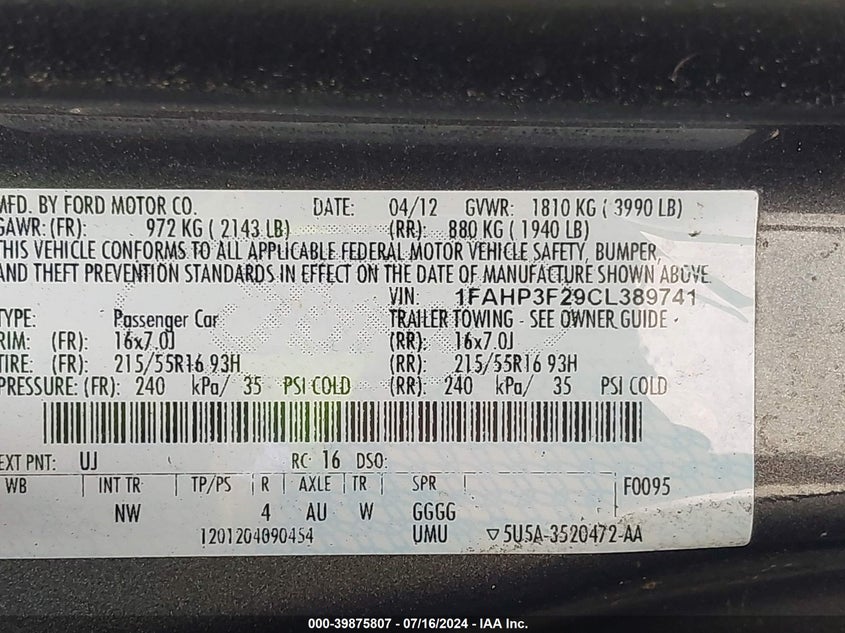 MFD. BY FORD MOTOR CO. DATE: 04/12 GVWR: 1810 KG ( 3990 LB)
GAWR: (FR): 972 KG ( 2143 LB) (RR): 880 KG ( 1940 LB)
THIS VEHICLE CONFORMS TO ALL APPLICABLE FEDERAL MOTOR VEHICLE SAFETY, BUMPER,
AND THEFT PREVENTION STANDARDS IN EFFECT ON THE DATE OF MANUFACTURE SHOWN ABOVE.
VIN: 1FAHP3F29CL389741
TYPE: Passenger Car TRAILER TOWING - SEE OWNER GUIDE -
RIM: (FR): 16x7.0J (RR): 16x7.0J
TIRE: (FR): 215/55R16 93H (RR): 215/55R16 93H
PRESSURE: (FR): 240 kPa/ 35 PSI COLD (RR): 240 kPa/ 35 PSI COLD
EXT PNT: UJ RC: 16 DSO:
WB INT TR TP/PS R AXLE TR SPR F0095
NW 4 AU W GGGG
1201204090454 UMU ▽5U5A-3520472-AA
000-39875807 - 07/16/2024 - IAA Inc.